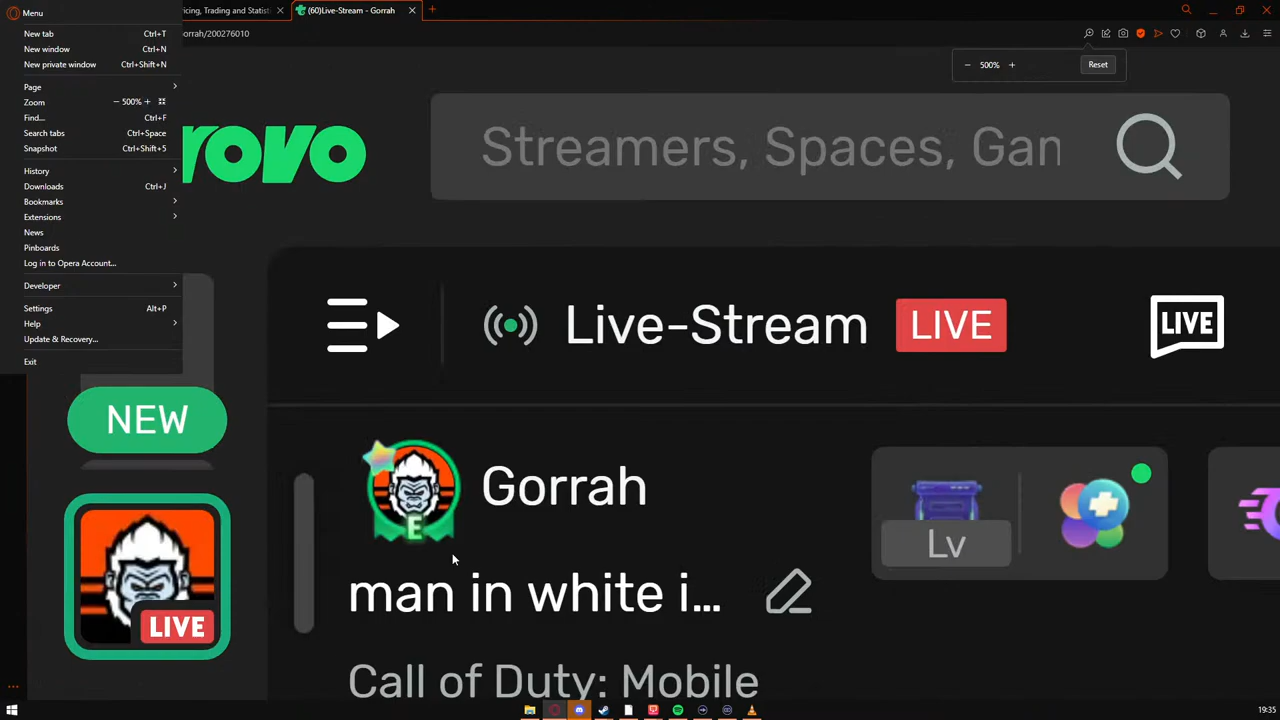 Menu
icing, Trading and Statist
(60)Live-Stream - Gorrah
orrah/200276010
New tab Ctrl+T
New window Ctrl+N
New private window Ctrl+Shift+N
Page
Zoom 500%
Find... Ctrl+F
Search tabs Ctrl+Space
Snapshot Ctrl+Shift+5
History
Downloads Ctrl+J
Bookmarks
Extensions
News
Pinboards
Log in to Opera Account...
Developer
Settings Alt+P
Help
Update & Recovery...
Exit
500% Reset
rovo
Streamers, Spaces, Gam
Live-Stream LIVE
LIVE
NEW
E
Gorrah
Lv
man in white i...
LIVE
Call of Duty: Mobile
19:35